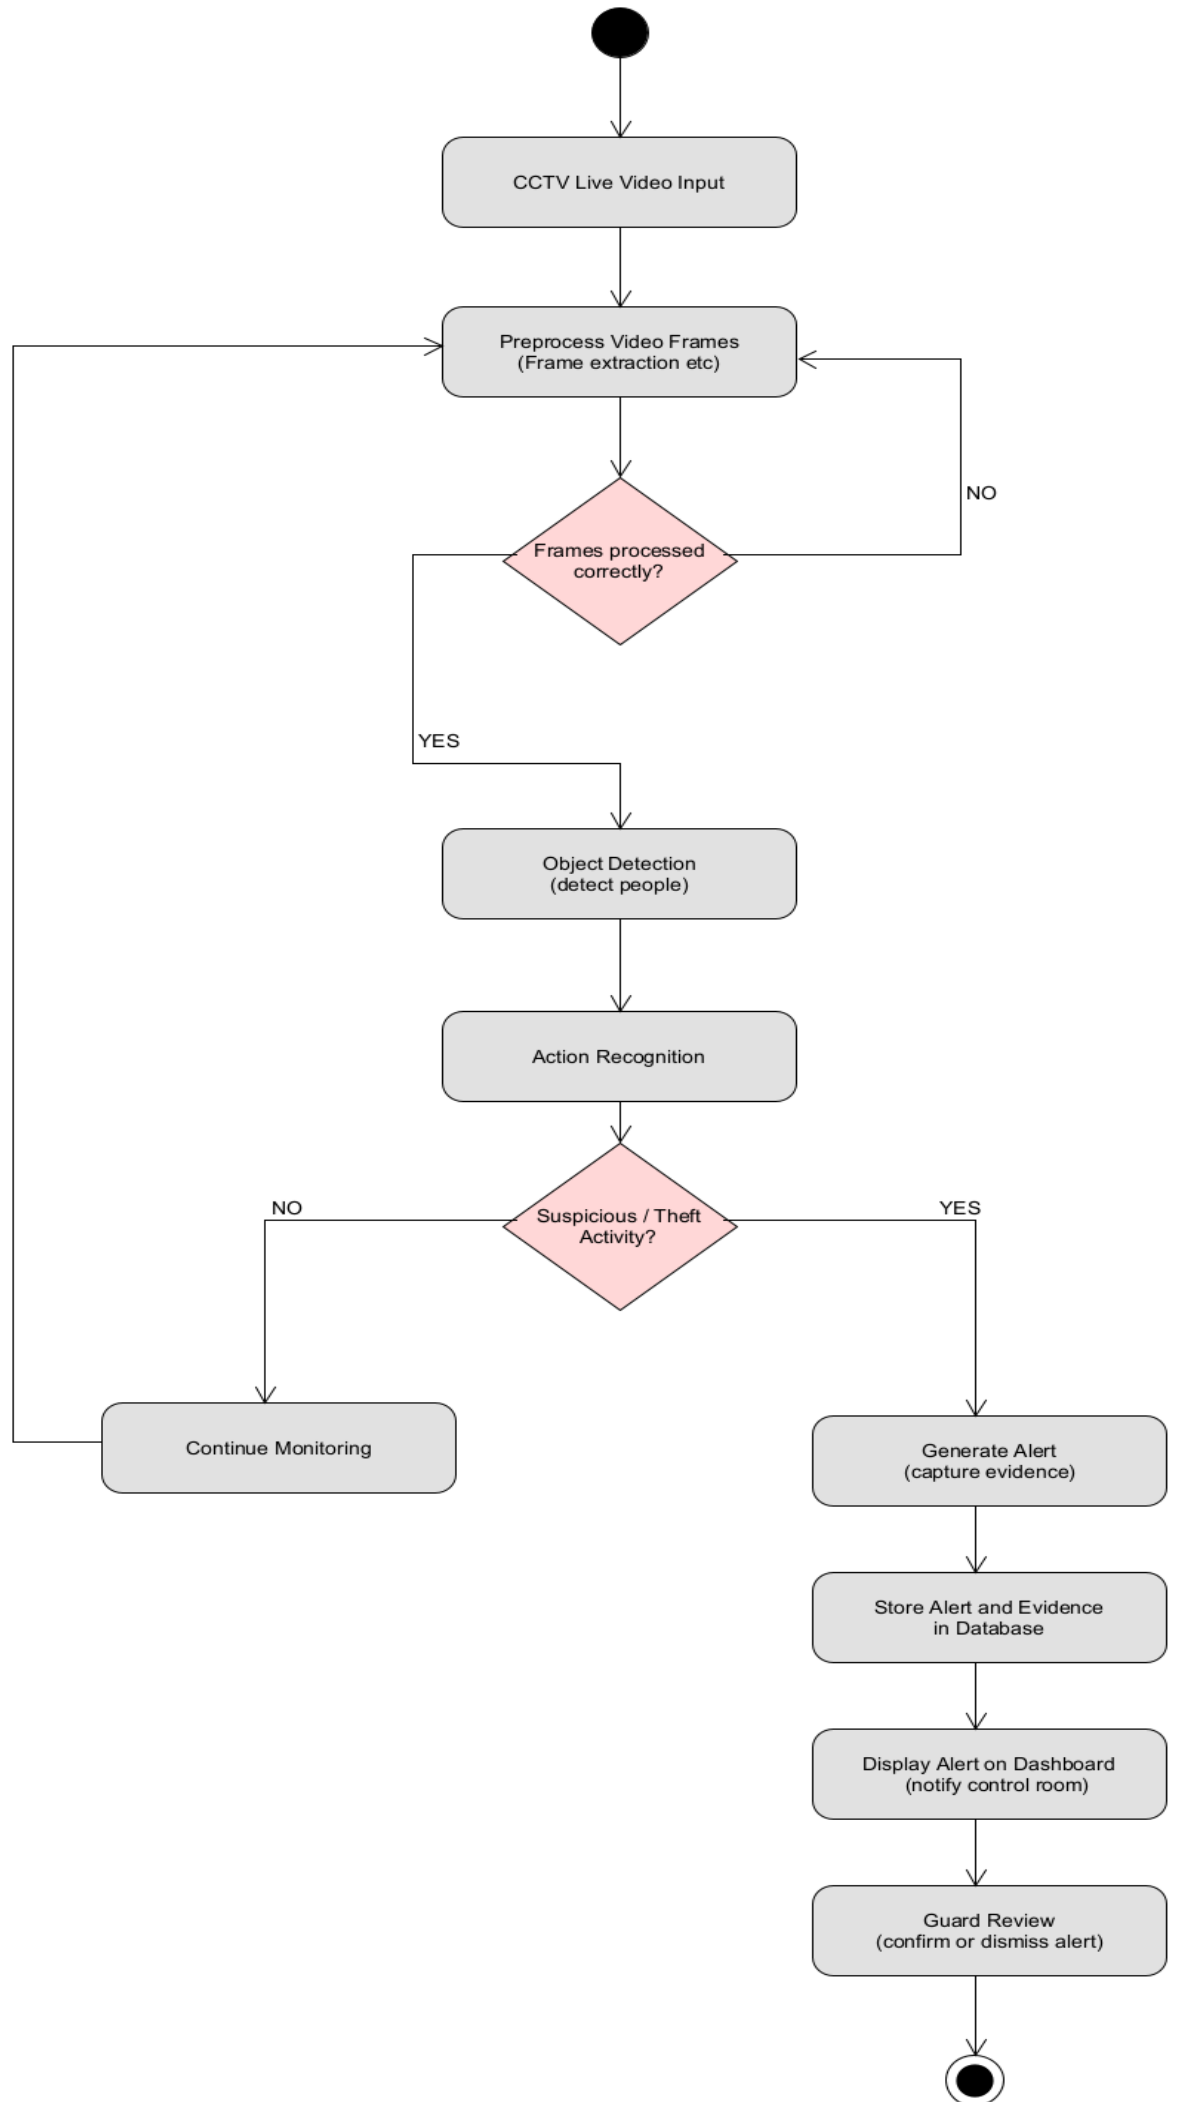 CCTV Live Video Input
Preprocess Video Frames
(Frame extraction etc)
NO
Frames processed
correctly?
YES
Object Detection
(detect people)
Action Recognition
NO
YES
Suspicious / Theft
Activity?
Continue Monitoring
Generate Alert
(capture evidence)
Store Alert and Evidence
in Database
Display Alert on Dashboard
(notify control room)
Guard Review
(confirm or dismiss alert)